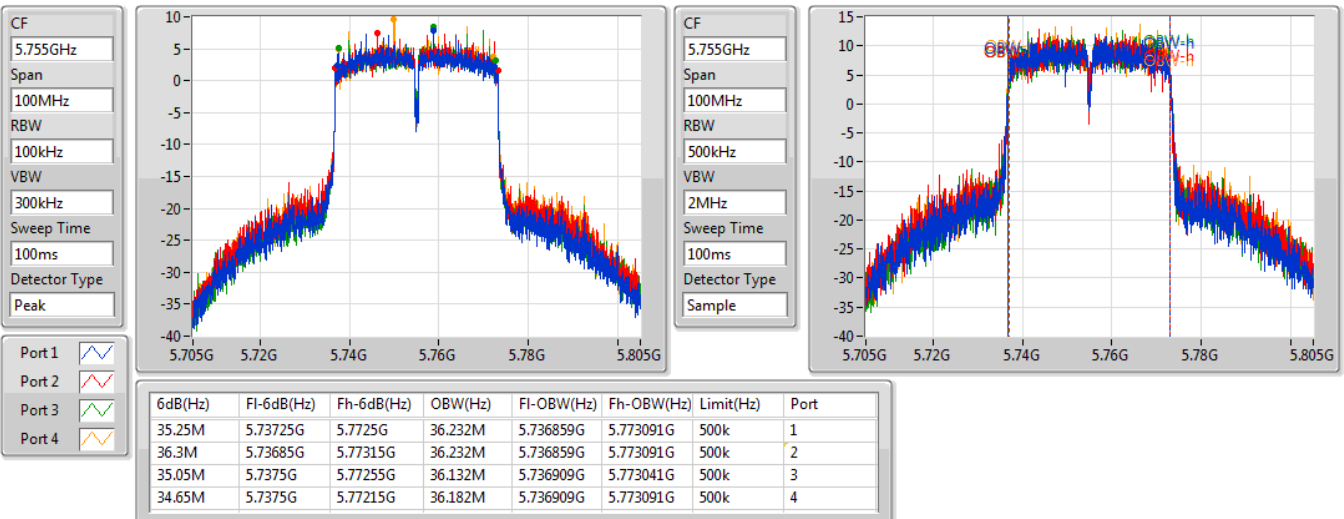 CF
5.755GHz
Span
100MHz
RBW
100kHz
VBW
300kHz
Sweep Time
100ms
Detector Type
Peak
10
5
0
-5
-10
-15
-20
-25
-30
-35
-40
5.705G 5.72G 5.74G 5.76G 5.78G 5.805G
CF
5.755GHz
Span
100MHz
RBW
500kHz
VBW
2MHz
Sweep Time
100ms
Detector Type
Sample
15
10
5
0
-5
-10
-15
-20
-25
-30
-35
-40
OBW-h
OBW-h
5.705G 5.72G 5.74G 5.76G 5.78G 5.805G
Port 1
Port 2
Port 3
Port 4
6dB(Hz) Fl-6dB(Hz) Fh-6dB(Hz) OBW(Hz) Fl-OBW(Hz) Fh-OBW(Hz) Limit(Hz) Port
35.25M 5.73725G 5.7725G 36.232M 5.736859G 5.773091G 500k 1
36.3M 5.73685G 5.77315G 36.232M 5.736859G 5.773091G 500k 2
35.05M 5.7375G 5.77255G 36.132M 5.736909G 5.773041G 500k 3
34.65M 5.7375G 5.77215G 36.182M 5.736909G 5.773091G 500k 4